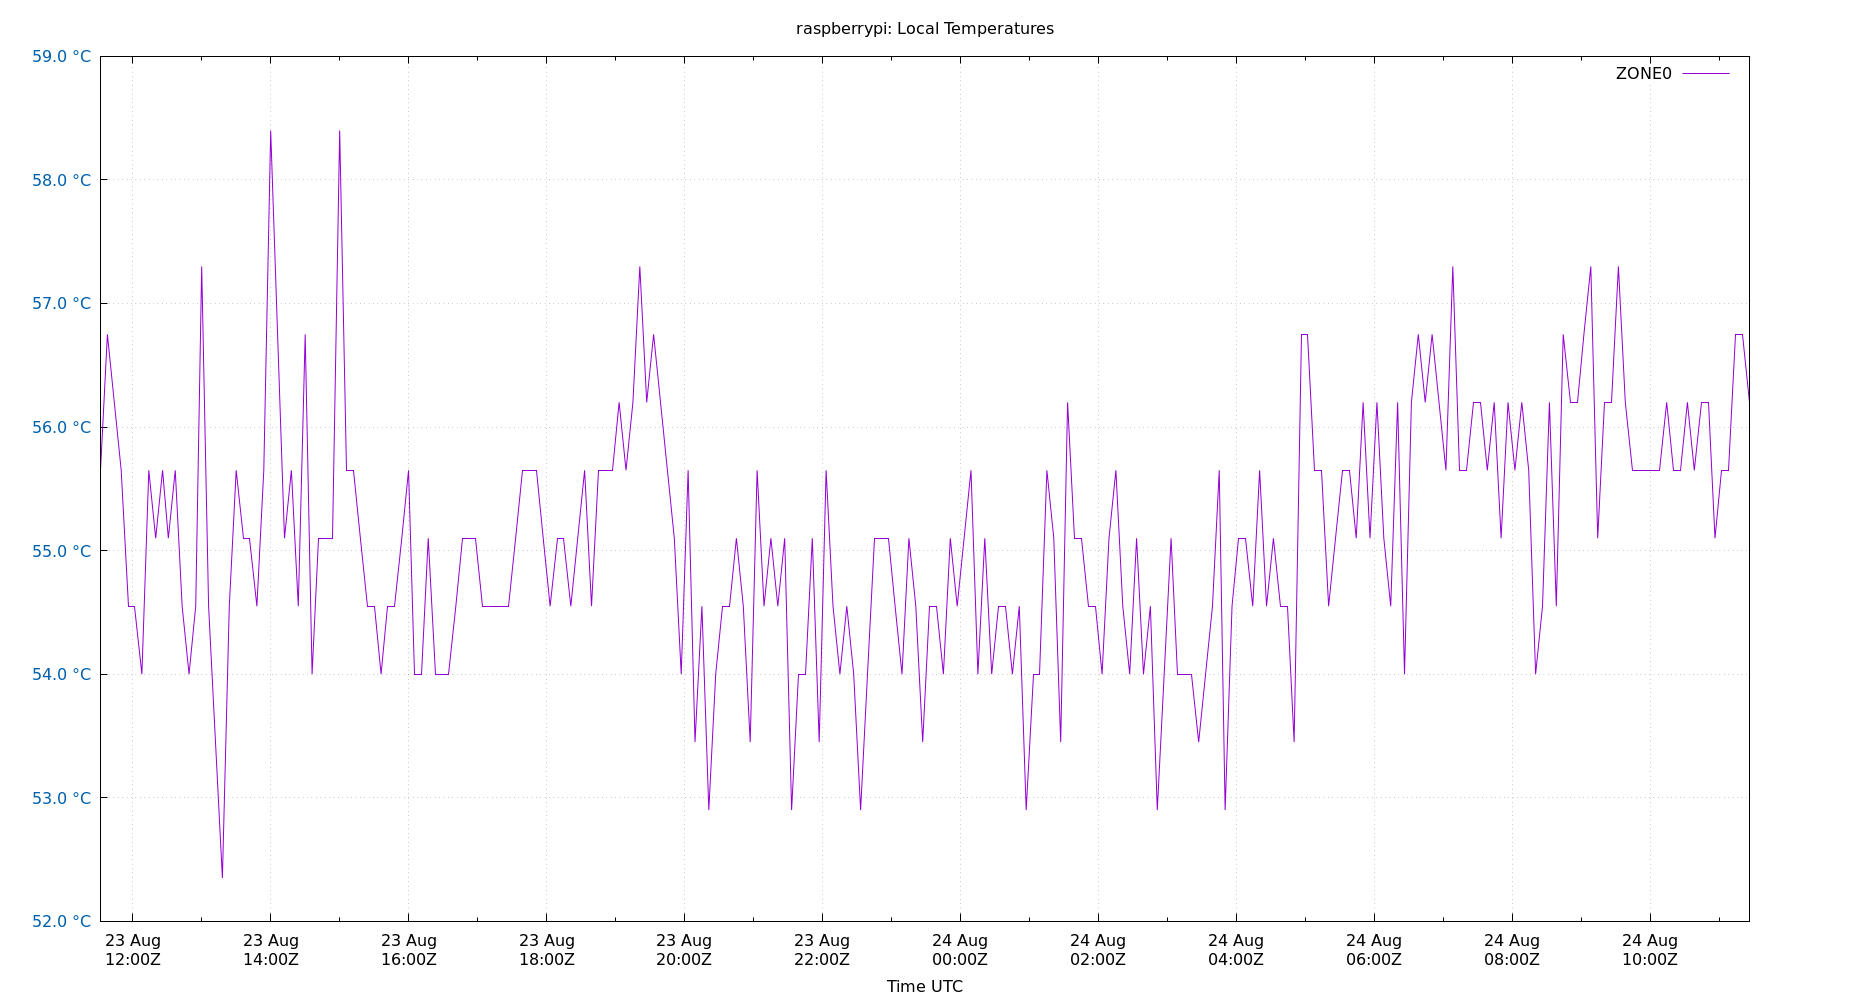 raspberrypi: Local Temperatures
59.0 °C
ZONE0
58.0 °C
57.0 °C
56.0 °C
55.0 °C
54.0 °C
53.0 °C
52.0 °C
23 Aug 23 Aug 23 Aug 23 Aug 23 Aug 23 Aug 24 Aug 24 Aug 24 Aug 24 Aug 24 Aug 24 Aug
12:00Z 14:00Z 16:00Z 18:00Z 20:00Z 22:00Z 00:00Z 02:00Z 04:00Z 06:00Z 08:00Z 10:00Z
Time UTC